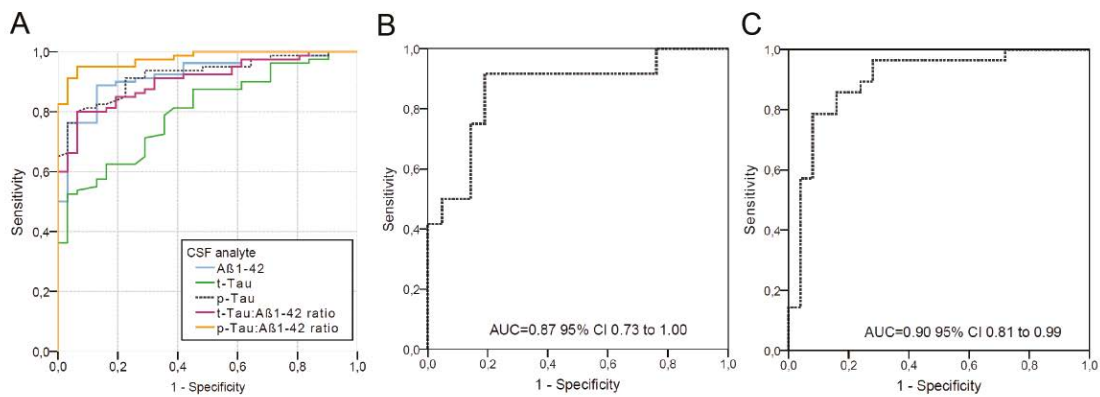 A
1,0
0,8
0,6
0,4
0,2
0,0
Sensitivity
0,0 0,2 0,4 0,6 0,8 1,0
1 - Specificity
CSF analyte
Aß1-42
t-Tau
p-Tau
t-Tau:Aß1-42 ratio
p-Tau:Aß1-42 ratio
B
1,0
0,8
0,6
0,4
0,2
0,0
Sensitivity
AUC=0.87 95% CI 0.73 to 1.00
0,0 0,2 0,4 0,6 0,8 1,0
1 - Specificity
C
1,0
0,8
0,6
0,4
0,2
0,0
Sensitivity
AUC=0.90 95% CI 0.81 to 0.99
0,0 0,2 0,4 0,6 0,8 1,0
1 - Specificity